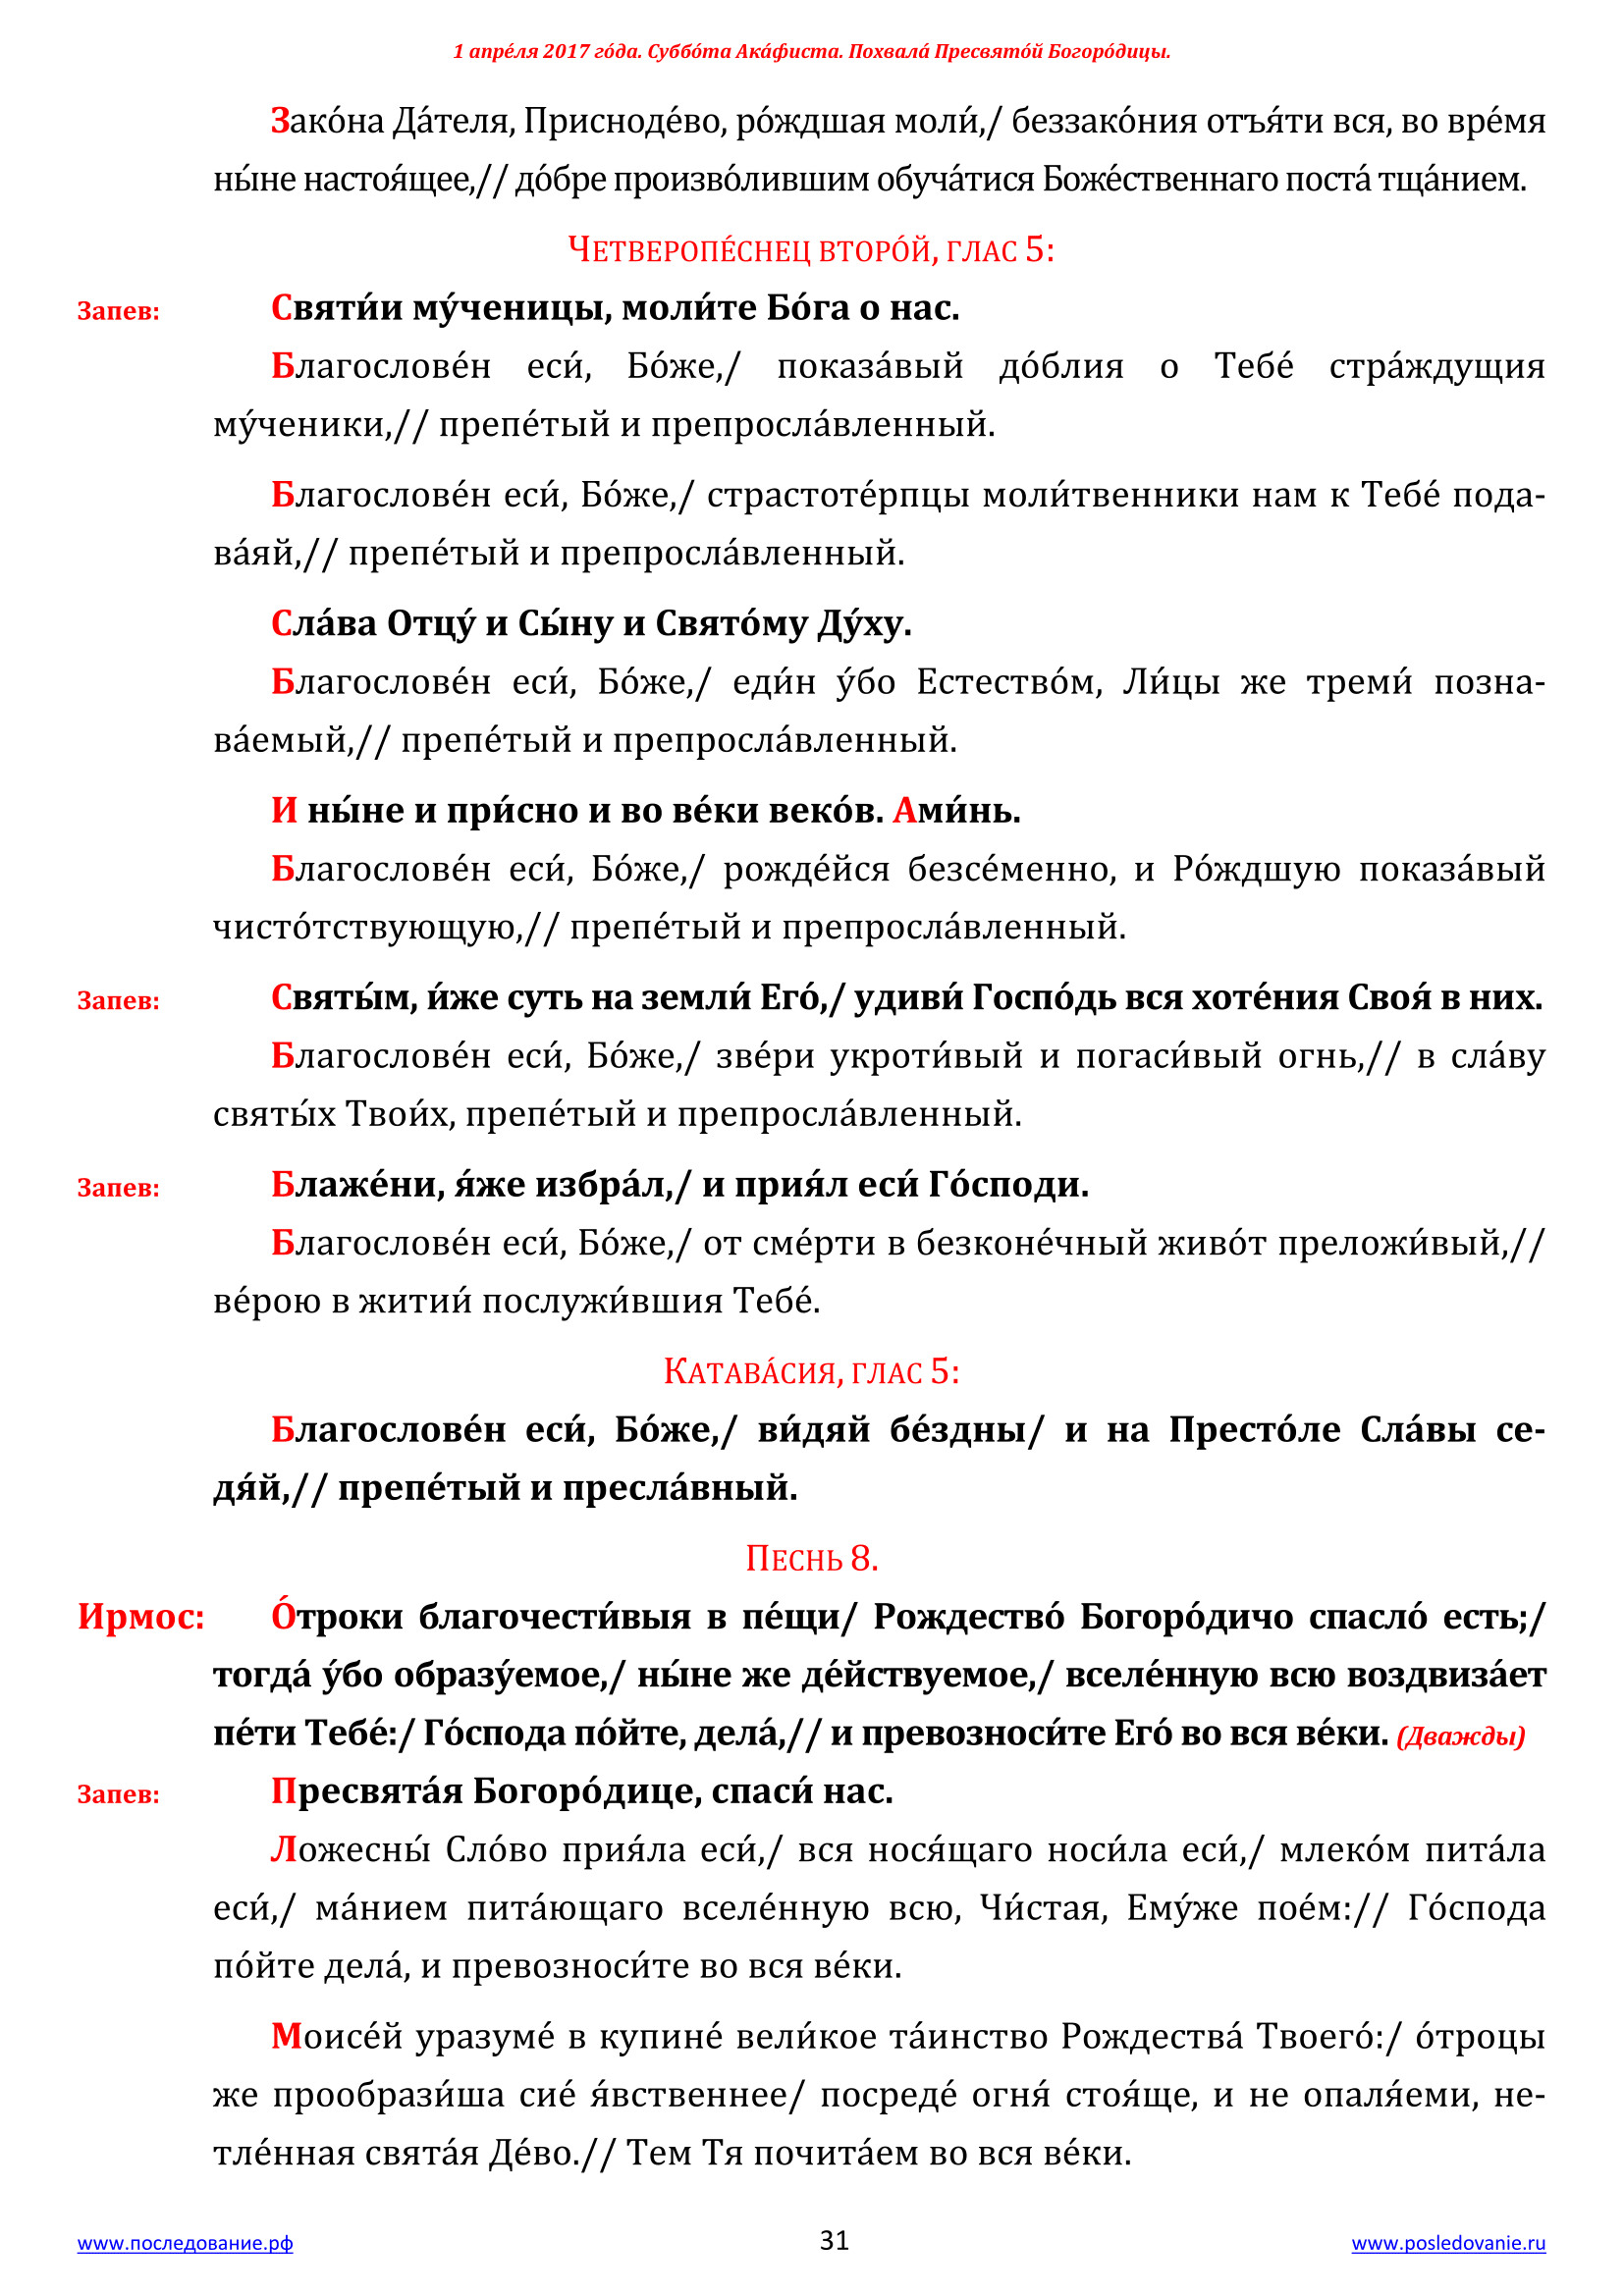 1 апре́ля 2017 го́да. Суббо́та Ака́фиста. Похвала́ Пресвято́й Богоро́дицы.
Зако́на Да́теля, Присноде́во, ро́ждшая моли́,/ беззако́ния отъя́ти вся, во вре́мя
ны́не настоя́щее,// до́бре произво́лившим обуча́тися Боже́ственнаго поста́ тща́нием.
Четверопе́снец второ́й, глас 5:
Запев: Святи́и му́ченицы, моли́те Бо́га о нас.
Благослове́н еси́, Бо́же,/ показа́вый до́блия о Тебе́ стра́ждущия
му́ченики,// препе́тый и препросла́вленный.
Благослове́н еси́, Бо́же,/ страстоте́рпцы моли́твенники нам к Тебе́ пода-
ва́яй,// препе́тый и препросла́вленный.
Сла́ва Отцу́ и Сы́ну и Свято́му Ду́ху.
Благослове́н еси́, Бо́же,/ еди́н у́бо Естество́м, Ли́цы же треми́ позна-
ва́емый,// препе́тый и препросла́вленный.
И ны́не и при́сно и во ве́ки веко́в. Ами́нь.
Благослове́н еси́, Бо́же,/ рожде́йся безсе́менно, и Ро́ждшую показа́вый
чисто́тствующую,// препе́тый и препросла́вленный.
Запев: Святы́м, и́же суть на земли́ Его́,/ удиви́ Госпо́дь вся хоте́ния Своя́ в них.
Благослове́н еси́, Бо́же,/ зве́ри укроти́вый и погаси́вый огнь,// в сла́ву
святы́х Твои́х, препе́тый и препросла́вленный.
Запев: Блаже́ни, я́же избра́л,/ и прия́л еси́ Го́споди.
Благослове́н еси́, Бо́же,/ от сме́рти в безконе́чный живо́т преложи́вый,//
ве́рою в житии́ послужи́вшия Тебе́.
Катава́сия, глас 5:
Благослове́н еси́, Бо́же,/ ви́дяй бе́здны/ и на Престо́ле Сла́вы се-
дя́й,// препе́тый и пресла́вный.
Песнь 8.
Ирмос: О́троки благочести́выя в пе́щи/ Рождество́ Богоро́дичо спасло́ есть;/
тогда́ у́бо образу́емое,/ ны́не же де́йствуемое,/ вселе́нную всю воздвиза́ет
пе́ти Тебе́:/ Го́спода по́йте, дела́,// и превозноси́те Его́ во вся ве́ки. (Дважды)
Запев: Пресвята́я Богоро́дице, спаси́ нас.
Ложесны́ Сло́во прия́ла еси́,/ вся нося́щаго носи́ла еси́,/ млеко́м пита́ла
еси́,/ ма́нием пита́ющаго вселе́нную всю, Чи́стая, Ему́же пое́м:// Го́спода
по́йте дела́, и превозноси́те во вся ве́ки.
Моисе́й уразуме́ в купине́ вели́кое та́инство Рождества́ Твоего́:/ о́троцы
же прообрази́ша сие́ я́вственнее/ посреде́ огня́ стоя́ще, и не опаля́еми, не-
тле́нная свята́я Де́во.// Тем Тя почита́ем во вся ве́ки.
www.последование.рф 31 www.posledovanie.ru